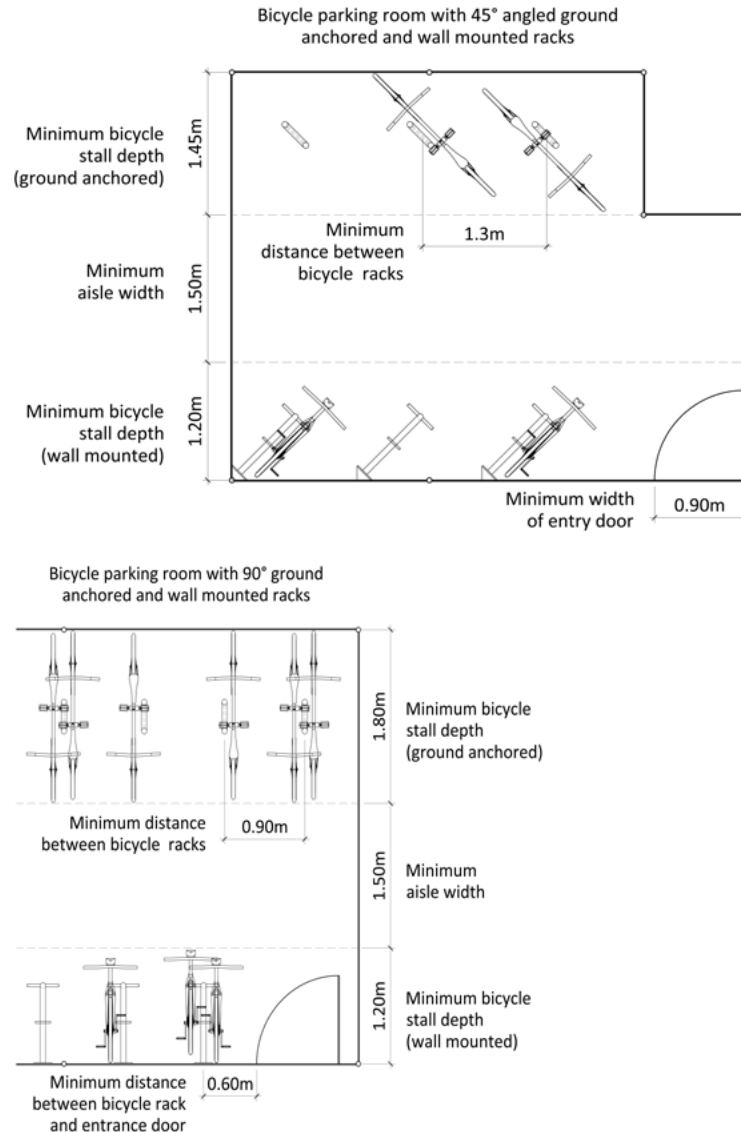 Bicycle parking room with 45° angled ground
anchored and wall mounted racks
Minimum bicycle
stall depth
(ground anchored)
1.45m
Minimum
distance between
bicycle racks
1.3m
Minimum
aisle width
1.50m
Minimum bicycle
stall depth
(wall mounted)
1.20m
Minimum width
of entry door
0.90m
Bicycle parking room with 90° ground
anchored and wall mounted racks
1.80m
Minimum bicycle
stall depth
(ground anchored)
Minimum distance
between bicycle racks
0.90m
1.50m
Minimum
aisle width
1.20m
Minimum bicycle
stall depth
(wall mounted)
Minimum distance
between bicycle rack
and entrance door
0.60m